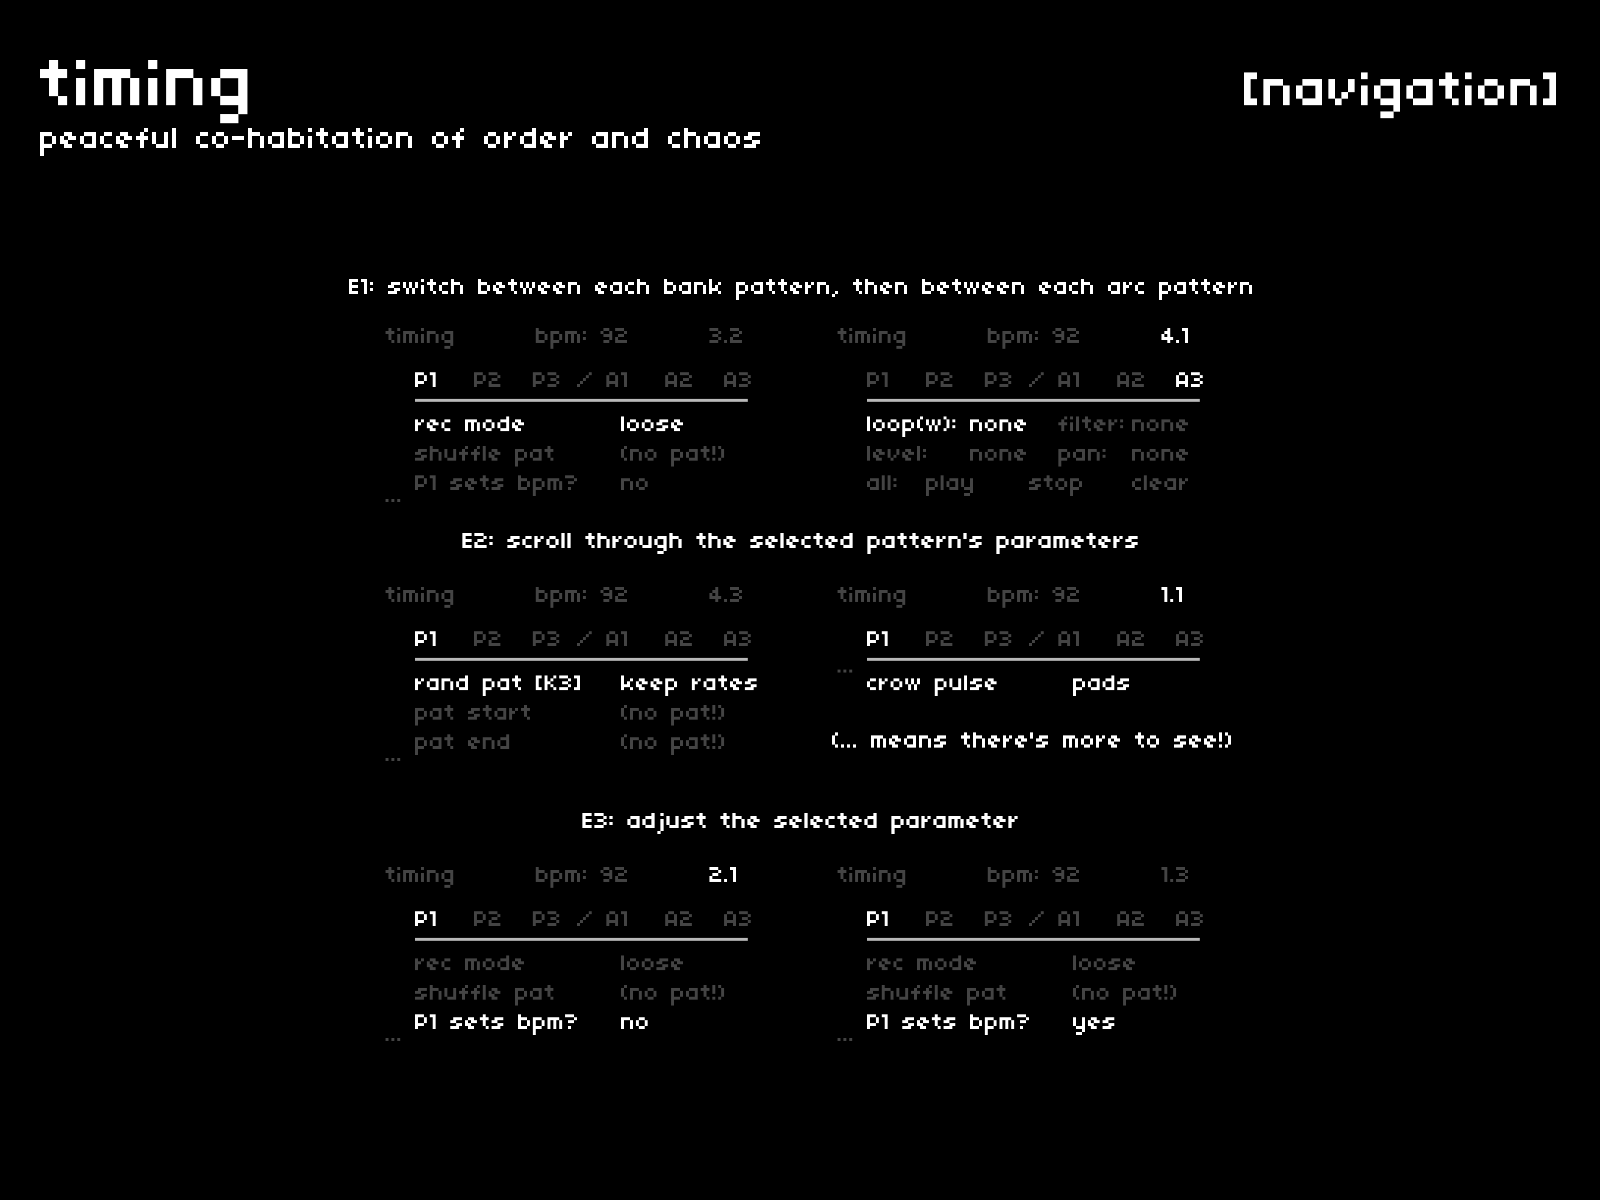 timing
[navigation]
peaceful co-habitation of order and chaos
E1: switch between each bank pattern, then between each arc pattern
timing bpm: 92 3.2
P1 P2 P3 / A1 A2 A3
rec mode loose
shuffle pat (no pat!)
P1 sets bpm? no
...
timing bpm: 92 4.1
P1 P2 P3 / A1 A2 A3
loop(w): none filter: none
level: none pan: none
all: play stop clear
E2: scroll through the selected pattern's parameters
timing bpm: 92 4.3
P1 P2 P3 / A1 A2 A3
rand pat [K3] keep rates
pat start (no pat!)
pat end (no pat!)
...
timing bpm: 92 1.1
P1 P2 P3 / A1 A2 A3
...
crow pulse pads
(... means there's more to see!)
E3: adjust the selected parameter
timing bpm: 92 2.1
P1 P2 P3 / A1 A2 A3
rec mode loose
shuffle pat (no pat!)
P1 sets bpm? no
...
timing bpm: 92 1.3
P1 P2 P3 / A1 A2 A3
rec mode loose
shuffle pat (no pat!)
P1 sets bpm? yes
...